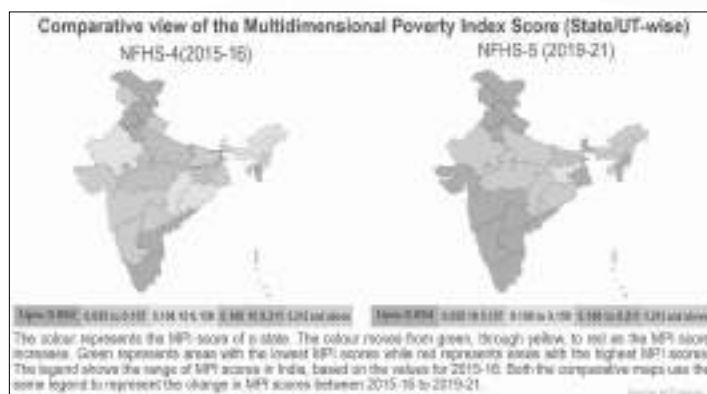 Comparative view of the Multidimensional Poverty Index Score (State/UT-wise)
NFHS-4(2015-16) NFHS-5 (2019-21)
The colour represents the MPI score of a state. The colour moves from green, through yellow, to red as the MPI score
increases. Green represents areas with the lowest MPI scores while red represents areas with the highest MPI scores.
The legend shows the range of MPI scores in India, based on the values for 2015-16. Both the comparative maps use the
same legend to represent the change in MPI scores between 2015-16 to 2019-21.